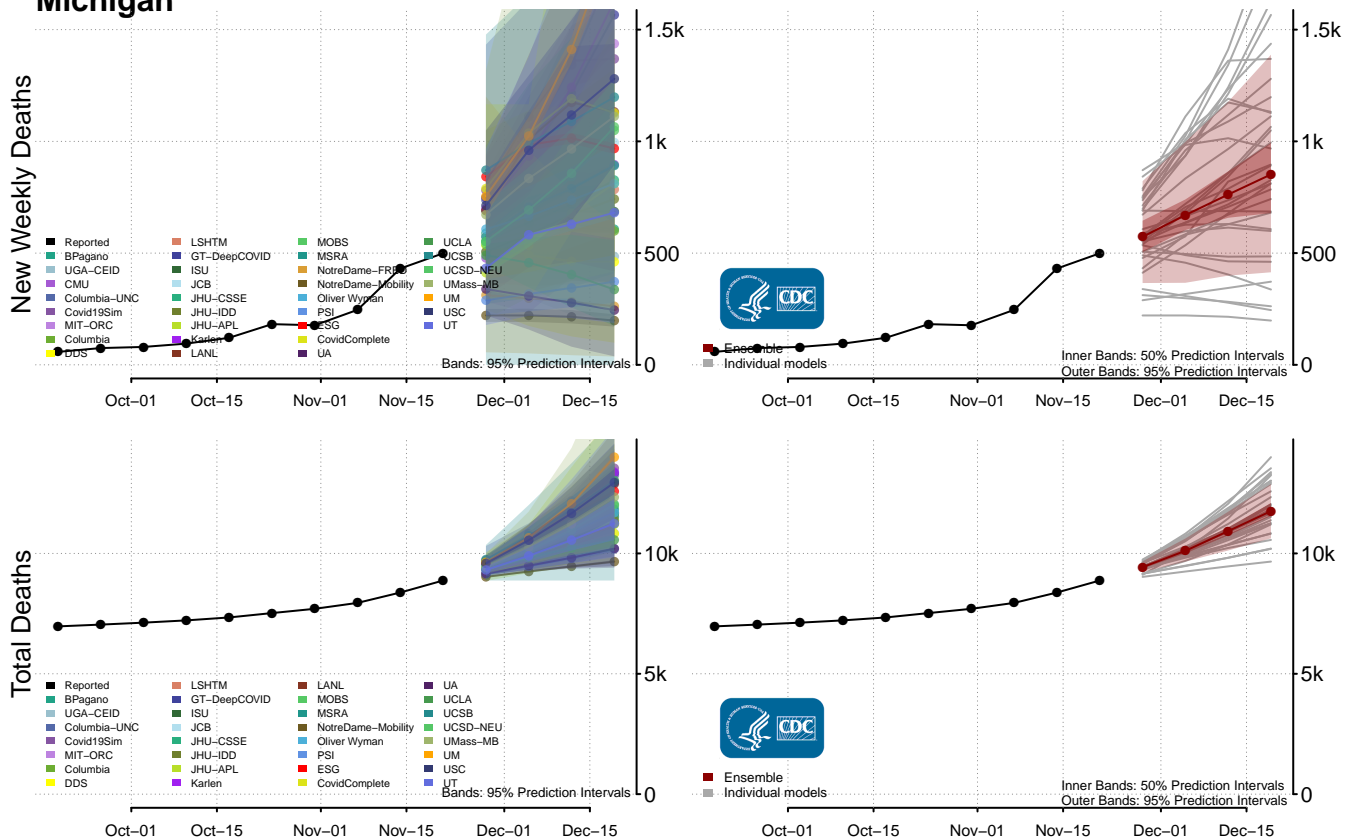 Michigan
New Weekly Deaths
1.5k
1k
500
0
Reported
BPagano
UGA−CEID
CMU
Columbia−UNC
Covid19Sim
MIT−ORC
Columbia
DDS
LSHTM
GT−DeepCOVID
ISU
JCB
JHU−CSSE
JHU−IDD
JHU−APL
Karlen
LANL
MOBS
MSRA
NotreDame−FRED
NotreDame−Mobility
Oliver Wyman
PSI
ESG
CovidComplete
UA
UCLA
UCSB
UCSD−NEU
UMass−MB
UM
USC
UT
Bands: 95% Prediction Intervals
Oct−01
Oct−15
Nov−01
Nov−15
Dec−01
Dec−15
1.5k
1k
500
0
CDC
Ensemble
Individual models
Inner Bands: 50% Prediction Intervals
Outer Bands: 95% Prediction Intervals
Oct−01
Oct−15
Nov−01
Nov−15
Dec−01
Dec−15
Total Deaths
10k
5k
0
Reported
BPagano
UGA−CEID
Columbia−UNC
Covid19Sim
MIT−ORC
Columbia
DDS
LSHTM
GT−DeepCOVID
ISU
JCB
JHU−CSSE
JHU−IDD
JHU−APL
Karlen
LANL
MOBS
MSRA
NotreDame−Mobility
Oliver Wyman
PSI
ESG
CovidComplete
UA
UCLA
UCSB
UCSD−NEU
UMass−MB
UM
USC
UT
Bands: 95% Prediction Intervals
Oct−01
Oct−15
Nov−01
Nov−15
Dec−01
Dec−15
10k
5k
0
CDC
Ensemble
Individual models
Inner Bands: 50% Prediction Intervals
Outer Bands: 95% Prediction Intervals
Oct−01
Oct−15
Nov−01
Nov−15
Dec−01
Dec−15